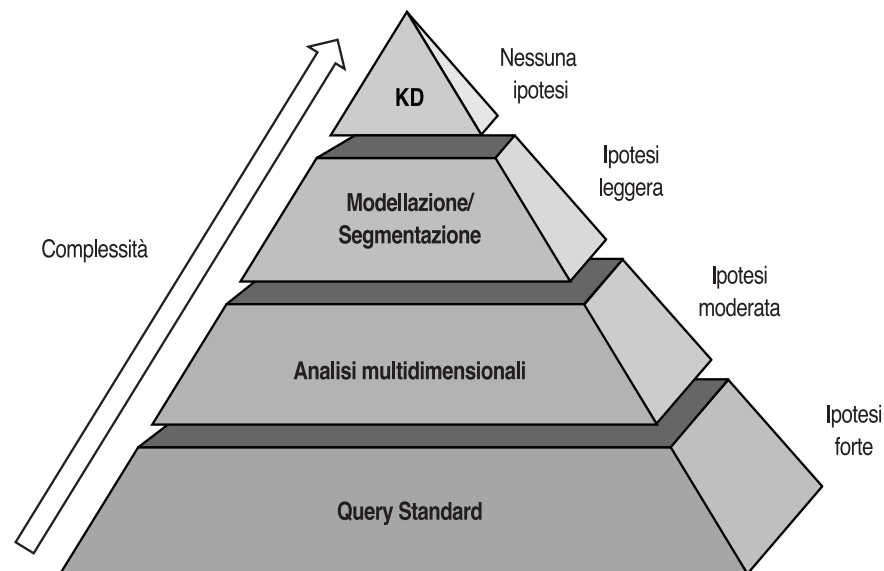 Nessuna
ipotesi
KD
Ipotesi
leggera
Modellazione/
Segmentazione
Complessità
Ipotesi
moderata
Analisi multidimensionali
Ipotesi
forte
Query Standard